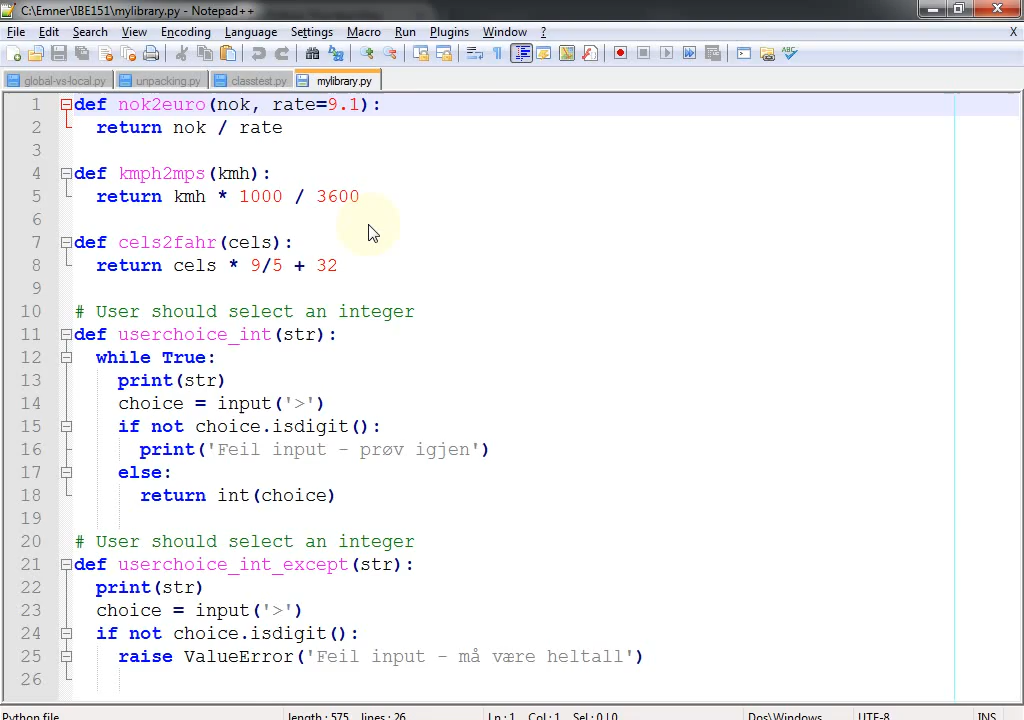 C:\Emner\IBE151\mylibrary.py - Notepad++
File Edit Search View Encoding Language Settings Macro Run Plugins Window ? X
global-vs-local.py unpacking.py classtest.py mylibrary.py
1 def nok2euro(nok, rate=9.1):
2 return nok / rate
3
4 def kmph2mps(kmh):
5 return kmh * 1000 / 3600
6
7 def cels2fahr(cels):
8 return cels * 9/5 + 32
9
10 # User should select an integer
11 def userchoice_int(str):
12 while True:
13 print(str)
14 choice = input('>')
15 if not choice.isdigit():
16 print('Feil input - prøv igjen')
17 else:
18 return int(choice)
19
20 # User should select an integer
21 def userchoice_int_except(str):
22 print(str)
23 choice = input('>')
24 if not choice.isdigit():
25 raise ValueError('Feil input - må være heltall')
26
Python file length : 575 lines : 26 Ln : 1 Col : 1 Sel : 0 | 0 Dos\Windows UTF-8 INS